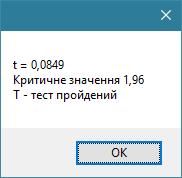 t = 0,0849
Критичне значення 1,96
Т - тест пройдений
OK